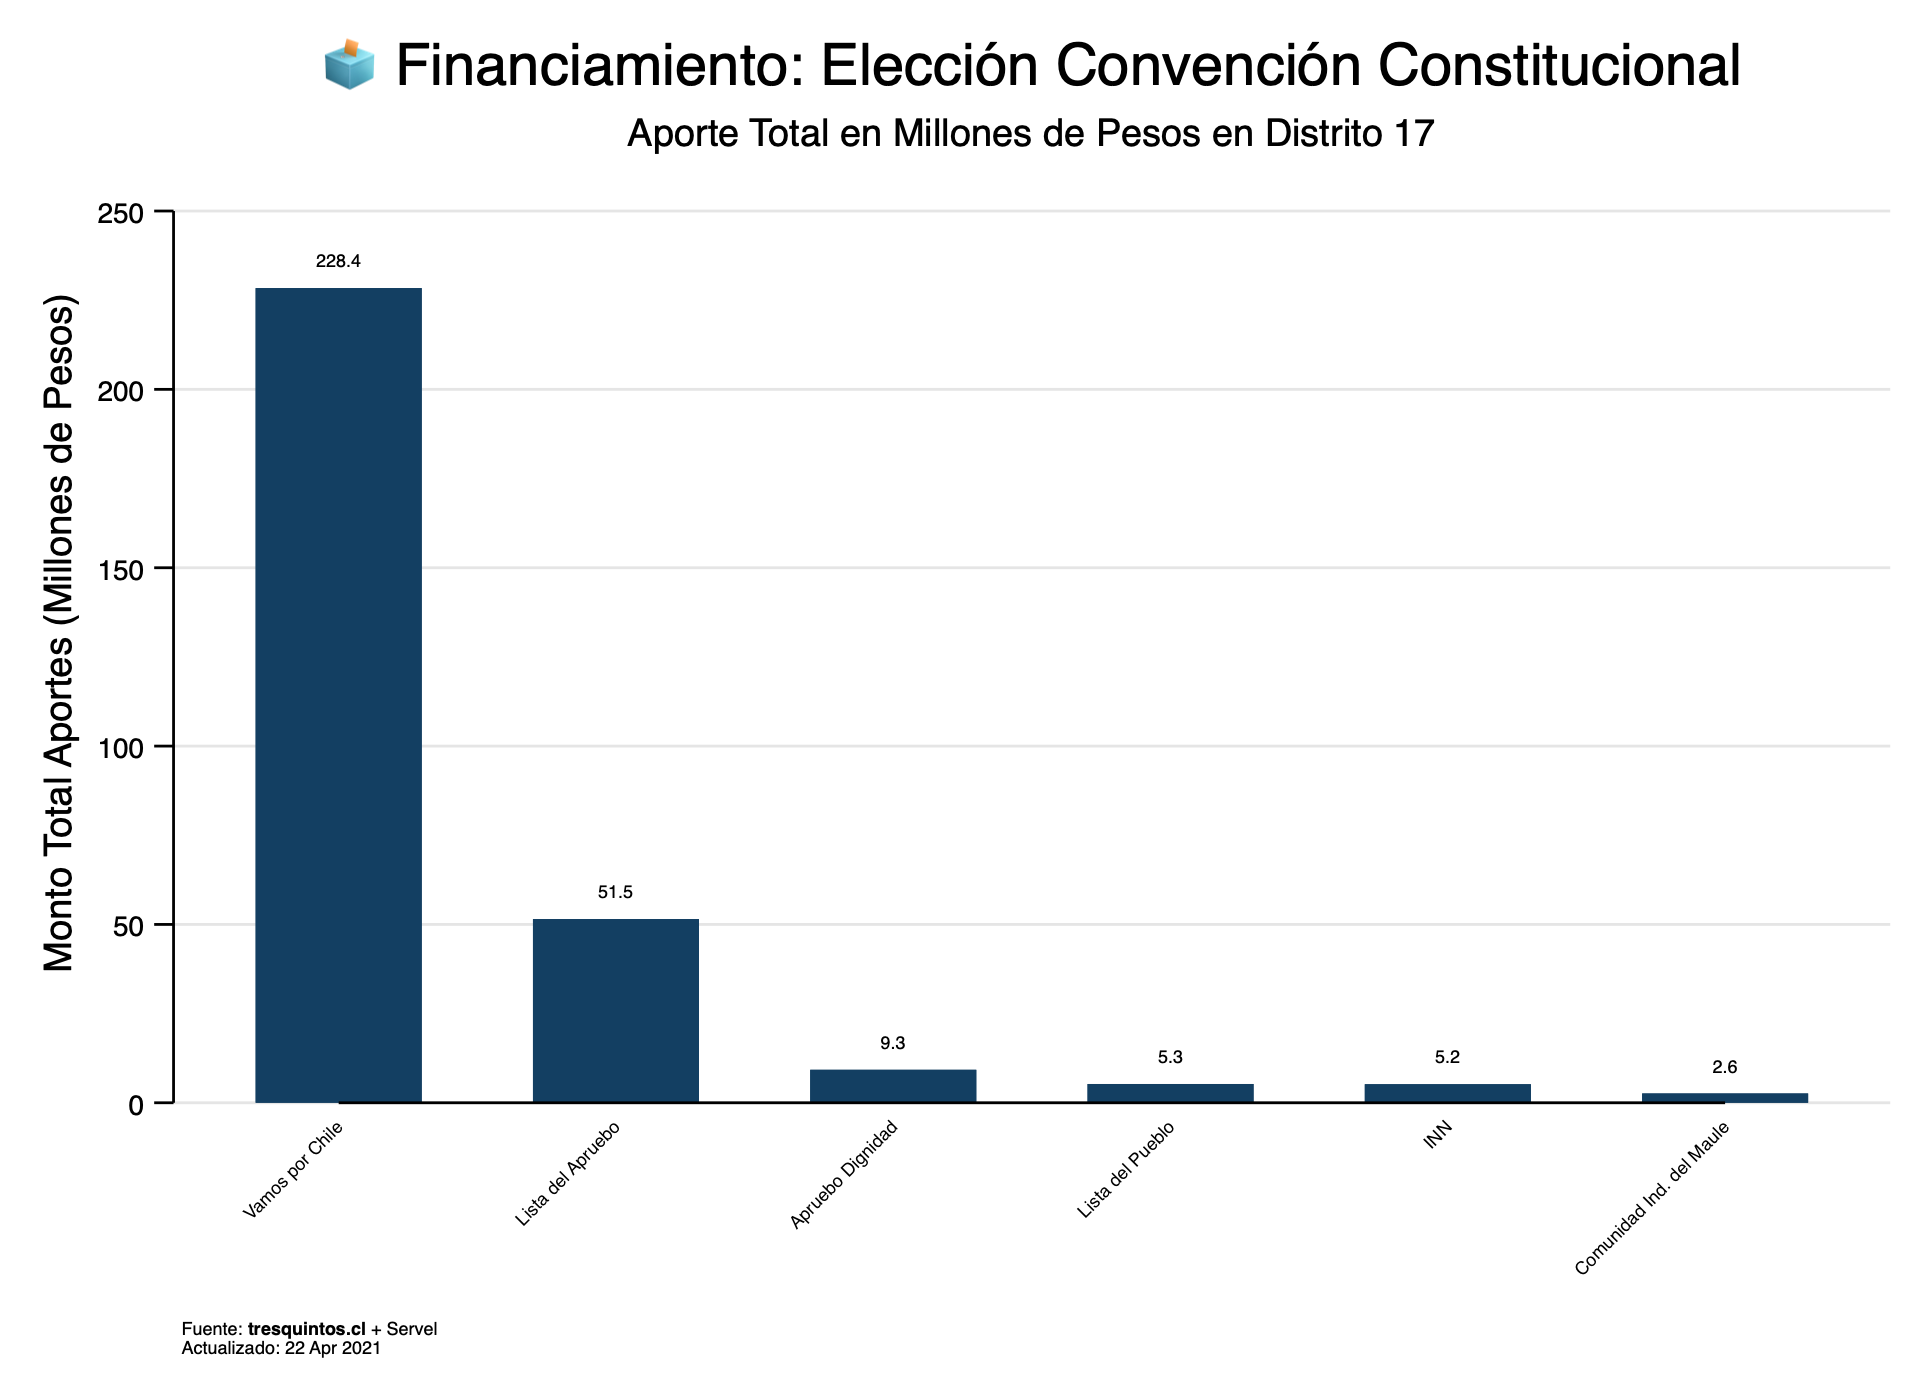 Financiamiento: Elección Convención Constitucional
Aporte Total en Millones de Pesos en Distrito 17
Monto Total Aportes (Millones de Pesos)
250
200
150
100
50
0
228.4
51.5
9.3
5.3
5.2
2.6
Vamos por Chile
Lista del Apruebo
Apruebo Dignidad
Lista del Pueblo
INN
Comunidad Ind. del Maule
Fuente: tresquintos.cl + Servel
Actualizado: 22 Apr 2021